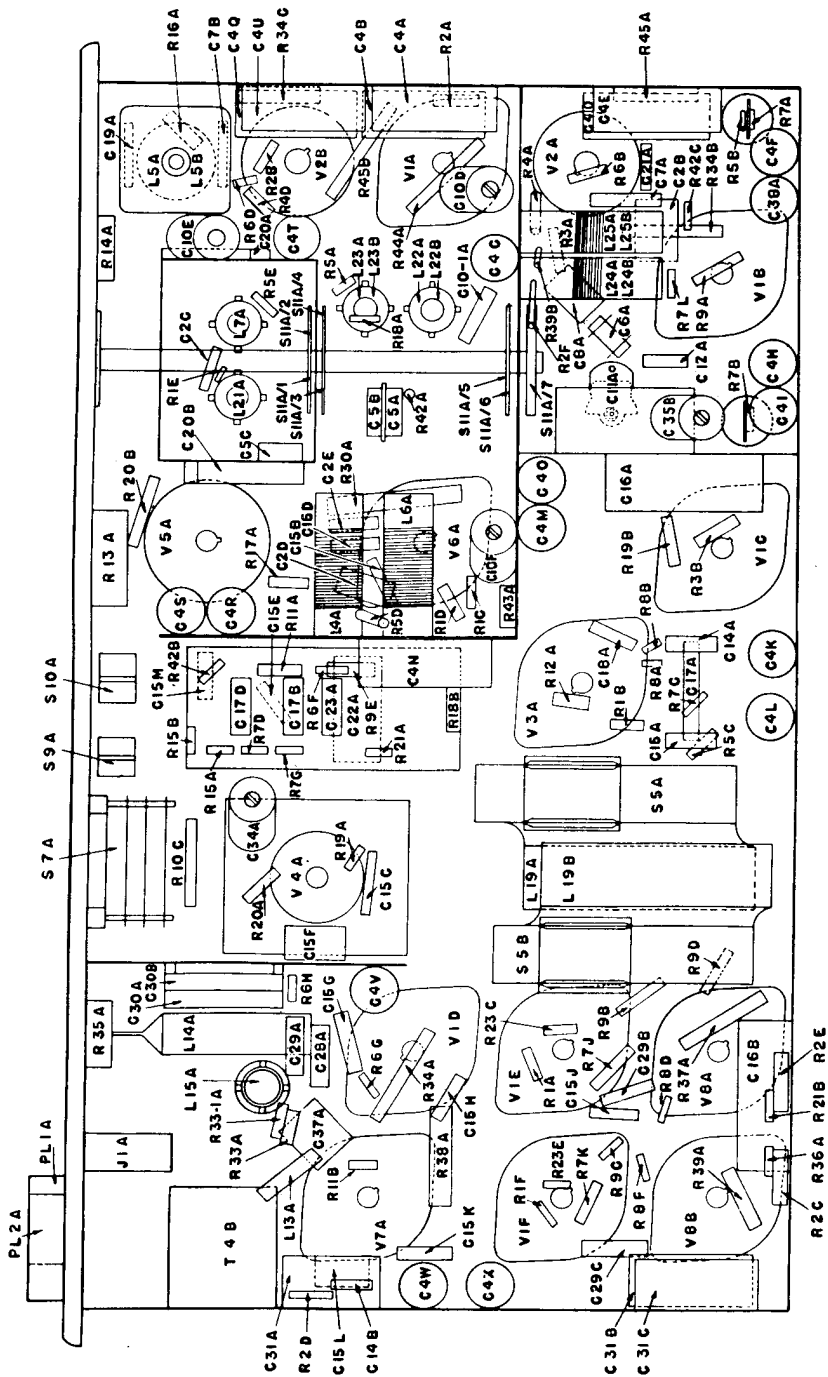 PL2A
PL1A
J1A
R35A
S7A
S9A
S10A
R13A
R14A
C19A
R16A
C7B
C4Q
C4U
R34C
C4B
C4A
R2A
R45A
T4B
L13A
R33A
R33-1A
L15A
L14A
C30A
C30B
R6H
C29A
C28A
C37A
R11B
V7A
R38A
C15K
C31A
R2D
C15L
C14B
C4W
C4X
C15G
R6G
R34A
C16H
V1D
C4V
R10C
C34A
V4A
R20A
R19A
C15C
C15F
R15B
R15A
R7D
R7G
C15M
R42B
C17D
C17B
C15E
R11A
R6F
C23A
C22A
R9E
R21A
R18B
C4N
R20B
V5A
C4S
C4R
R17A
C2D
C15B
C16D
C2E
R30A
L4A
L6A
R5D
V6A
R1D
R1C
C10F
R43A
C4M
C4O
C20B
C5C
R1E
C2C
L21A
L7A
R5E
C10E
R6D
C20A
C4T
R4D
R2B
V2B
L5A
L5B
S11A/1
S11A/2
S11A/3
S11A/4
R5A
L23A
L23B
R18A
L22A
L22B
C5B
C5A
R42A
C10-1A
C4G
S11A/5
S11A/6
S11A/7
R45B
V1A
R44A
C10D
R4A
V2A
R6B
C4D
C4E
C21A
C7A
C2B
R42C
R34B
R5B
R7A
C4F
C38A
R3A
L25A
L25B
L24A
L24B
R39B
R2F
C8A
C6A
C11A
R7L
R9A
V1B
C12A
C4H
C4I
R7B
C35B
C16A
R19B
R3B
V1C
V3A
R12A
C18A
R1B
R8A
R8B
R7C
C17A
C14A
C16A
R5C
C4K
C4L
S5A
L19A
L19B
S5B
R9D
R23C
V1E
R1A
R7J
R9B
C15J
C29B
R8D
R37A
V8A
C16B
R2E
R21B
R36A
R2C
R39A
V8B
R8F
R9C
R7K
R23E
R1F
V1F
C29C
C31B
C31C